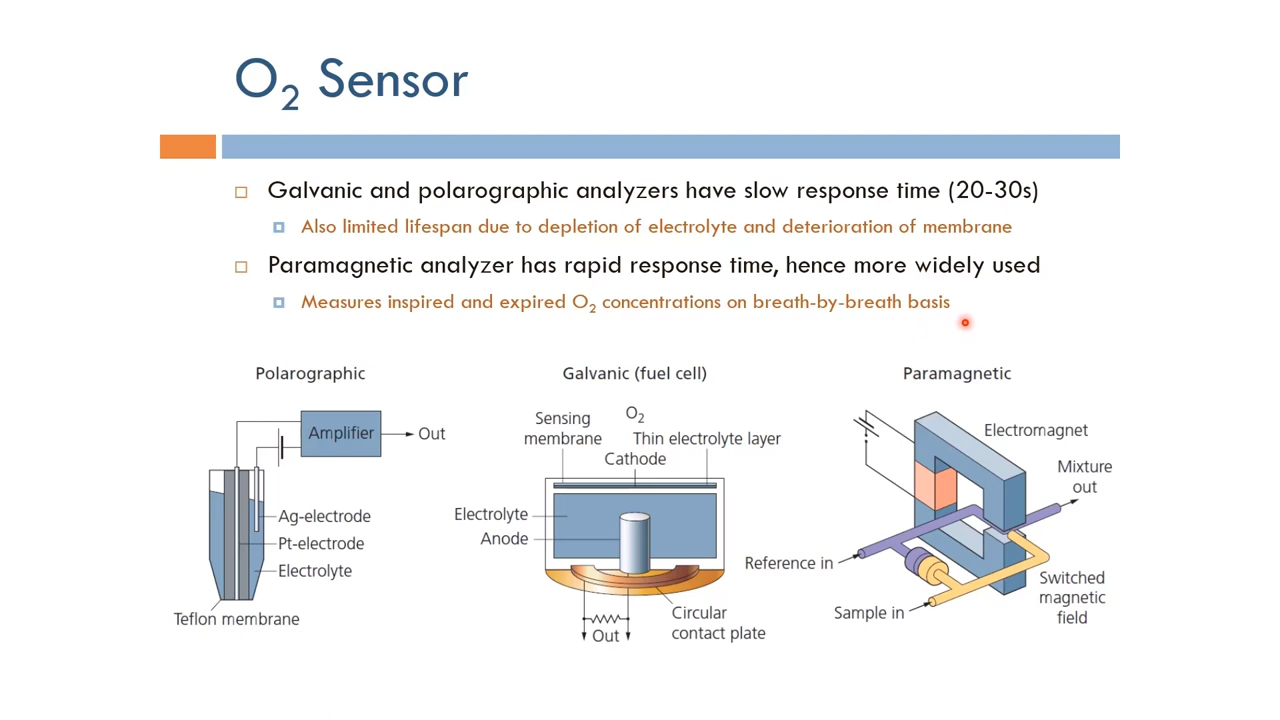 O₂ Sensor
Galvanic and polarographic analyzers have slow response time (20-30s)
Also limited lifespan due to depletion of electrolyte and deterioration of membrane
Paramagnetic analyzer has rapid response time, hence more widely used
Measures inspired and expired O₂ concentrations on breath-by-breath basis
Polarographic
Amplifier
Out
Ag-electrode
Pt-electrode
Electrolyte
Teflon membrane
Galvanic (fuel cell)
O₂
Sensing
membrane
Thin electrolyte layer
Cathode
Electrolyte
Anode
Circular
contact plate
Out
Paramagnetic
Electromagnet
Mixture
out
Reference in
Sample in
Switched
magnetic
field